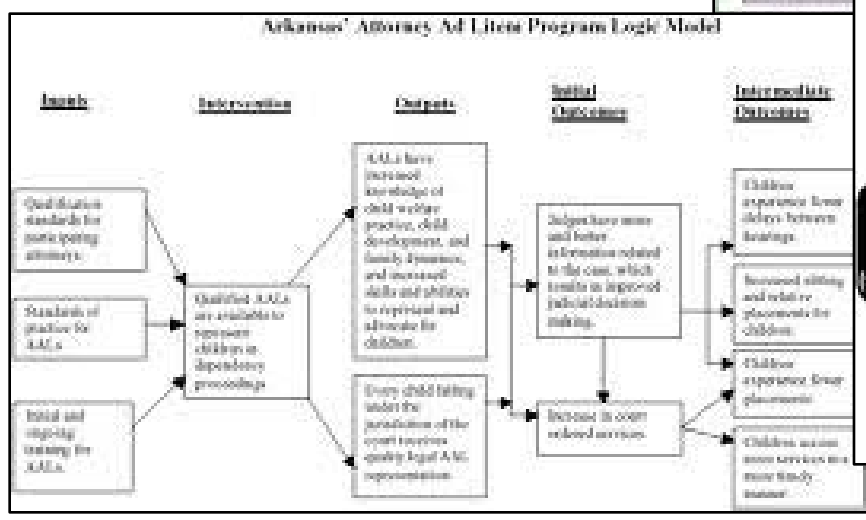 Arkansas' Attorney Ad Litem Program Logic Model
Inputs
Intervention
Outputs
Initial
Outcomes
Intermediate
Outcomes
Qualification
standards for
participating
attorneys.
Standards of
practice for
AALs
Initial and
ongoing
training for
AALs.
Qualified AALs
are available to
represent
children in
dependency
proceedings
AALs have
increased
knowledge of
child welfare
practice, child
development, and
family dynamics,
and increased
skills and abilities
to represent and
advocate for
children.
Every child falling
under the
jurisdiction of the
court receives
quality legal AAL
representation.
Judges have more
and better
information related
to the case, which
results in improved
judicial decision
making.
Increase in court
ordered services
Children
experience fewer
delays between
hearings
Increased sibling
and relative
placements for
children
Children
experience fewer
placements
Children access
more services in a
more timely
manner